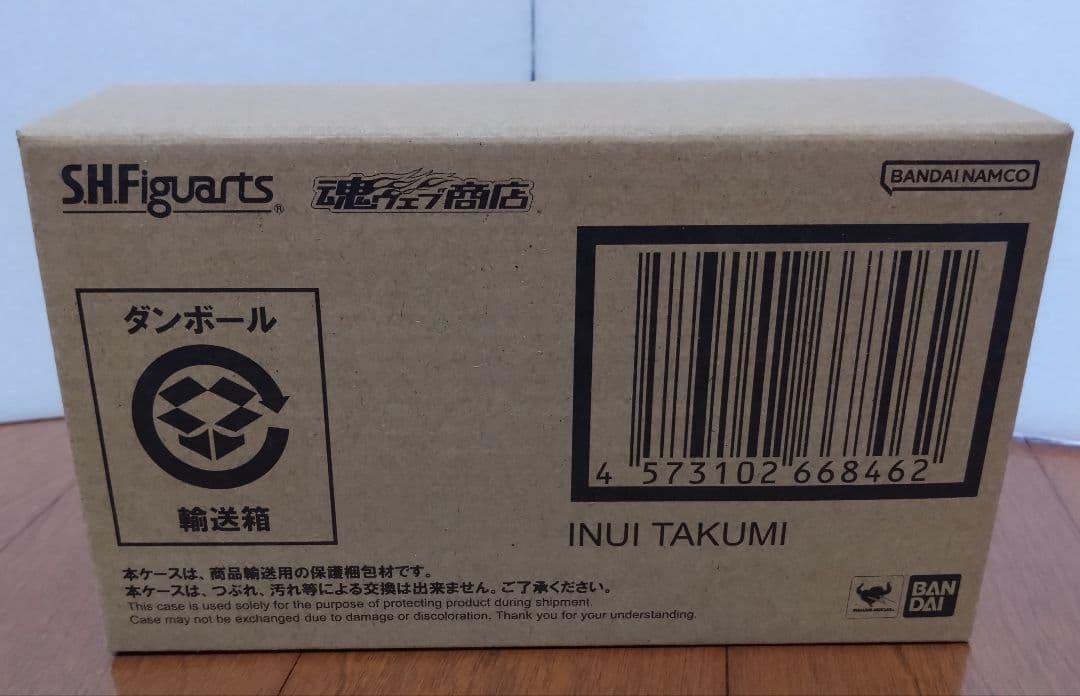 S.H.Figuarts®
魂ウェブ商店
BANDAI NAMCO
ダンボール
輸送箱
4 573102 668462
INUI TAKUMI
本ケースは、商品輸送用の保護梱包材です。
本ケースは、つぶれ、汚れ等による交換は出来ません。ご了承ください。
This case is used solely for the purpose of protecting product during shipment.
Case may not be exchanged due to damage or discoloration. Thank you for your understanding.
BAN
DAI